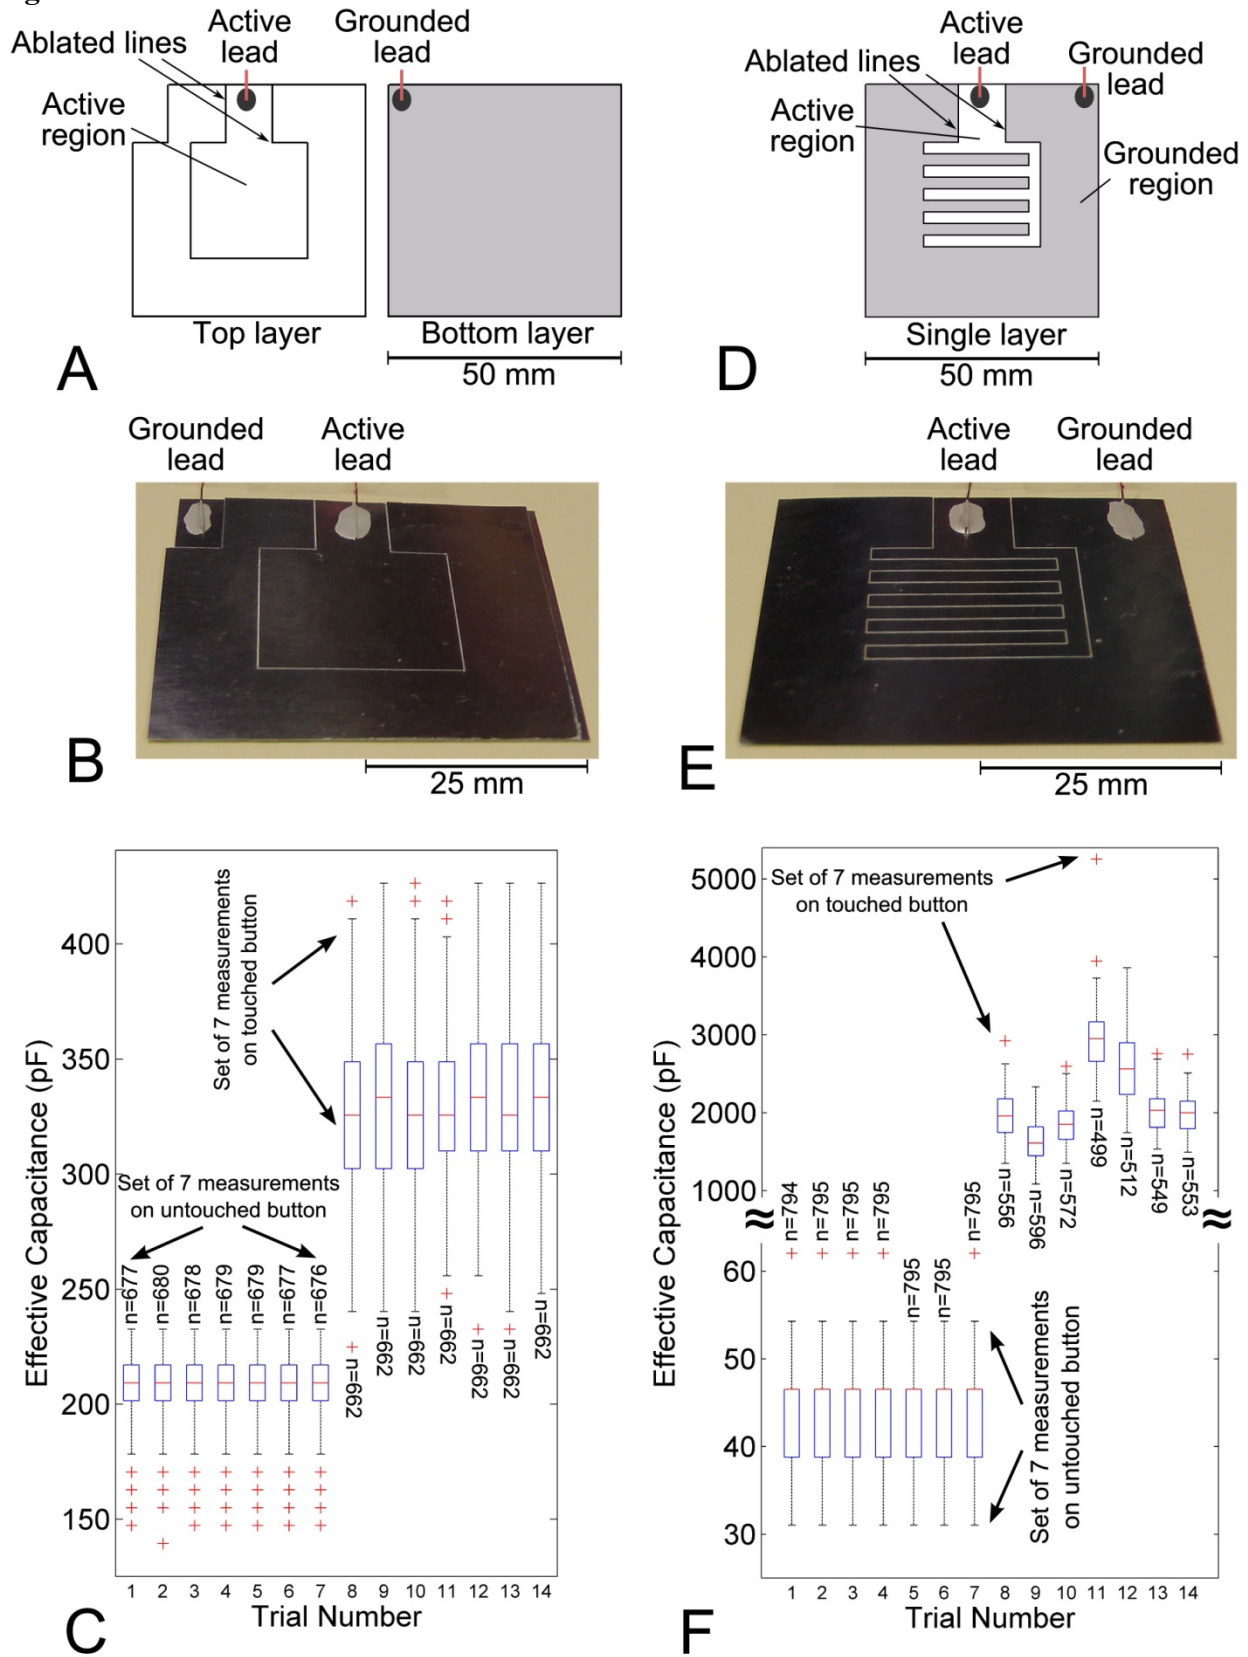 g
Ablated lines
Active
lead
Grounded
lead
Active
region
Top layer
Bottom layer
50 mm
A
Active
lead
Grounded
lead
Ablated lines
Active
region
Grounded
region
Single layer
50 mm
D
Grounded
lead
Active
lead
B
25 mm
Active
lead
Grounded
lead
E
25 mm
Effective Capacitance (pF)
400
350
300
250
200
150
Set of 7 measurements
on touched button
Set of 7 measurements
on untouched button
n=677
n=680
n=678
n=679
n=679
n=677
n=676
n=662
n=662
n=662
n=662
n=662
n=662
n=662
1 2 3 4 5 6 7 8 9 10 11 12 13 14
Trial Number
C
Effective Capacitance (pF)
5000
4000
3000
2000
1000
60
50
40
30
Set of 7 measurements
on touched button
n=794
n=795
n=795
n=795
n=795
n=795
n=795
n=556
n=596
n=572
n=499
n=512
n=549
n=553
Set of 7 measurements
on untouched button
1 2 3 4 5 6 7 8 9 10 11 12 13 14
Trial Number
F